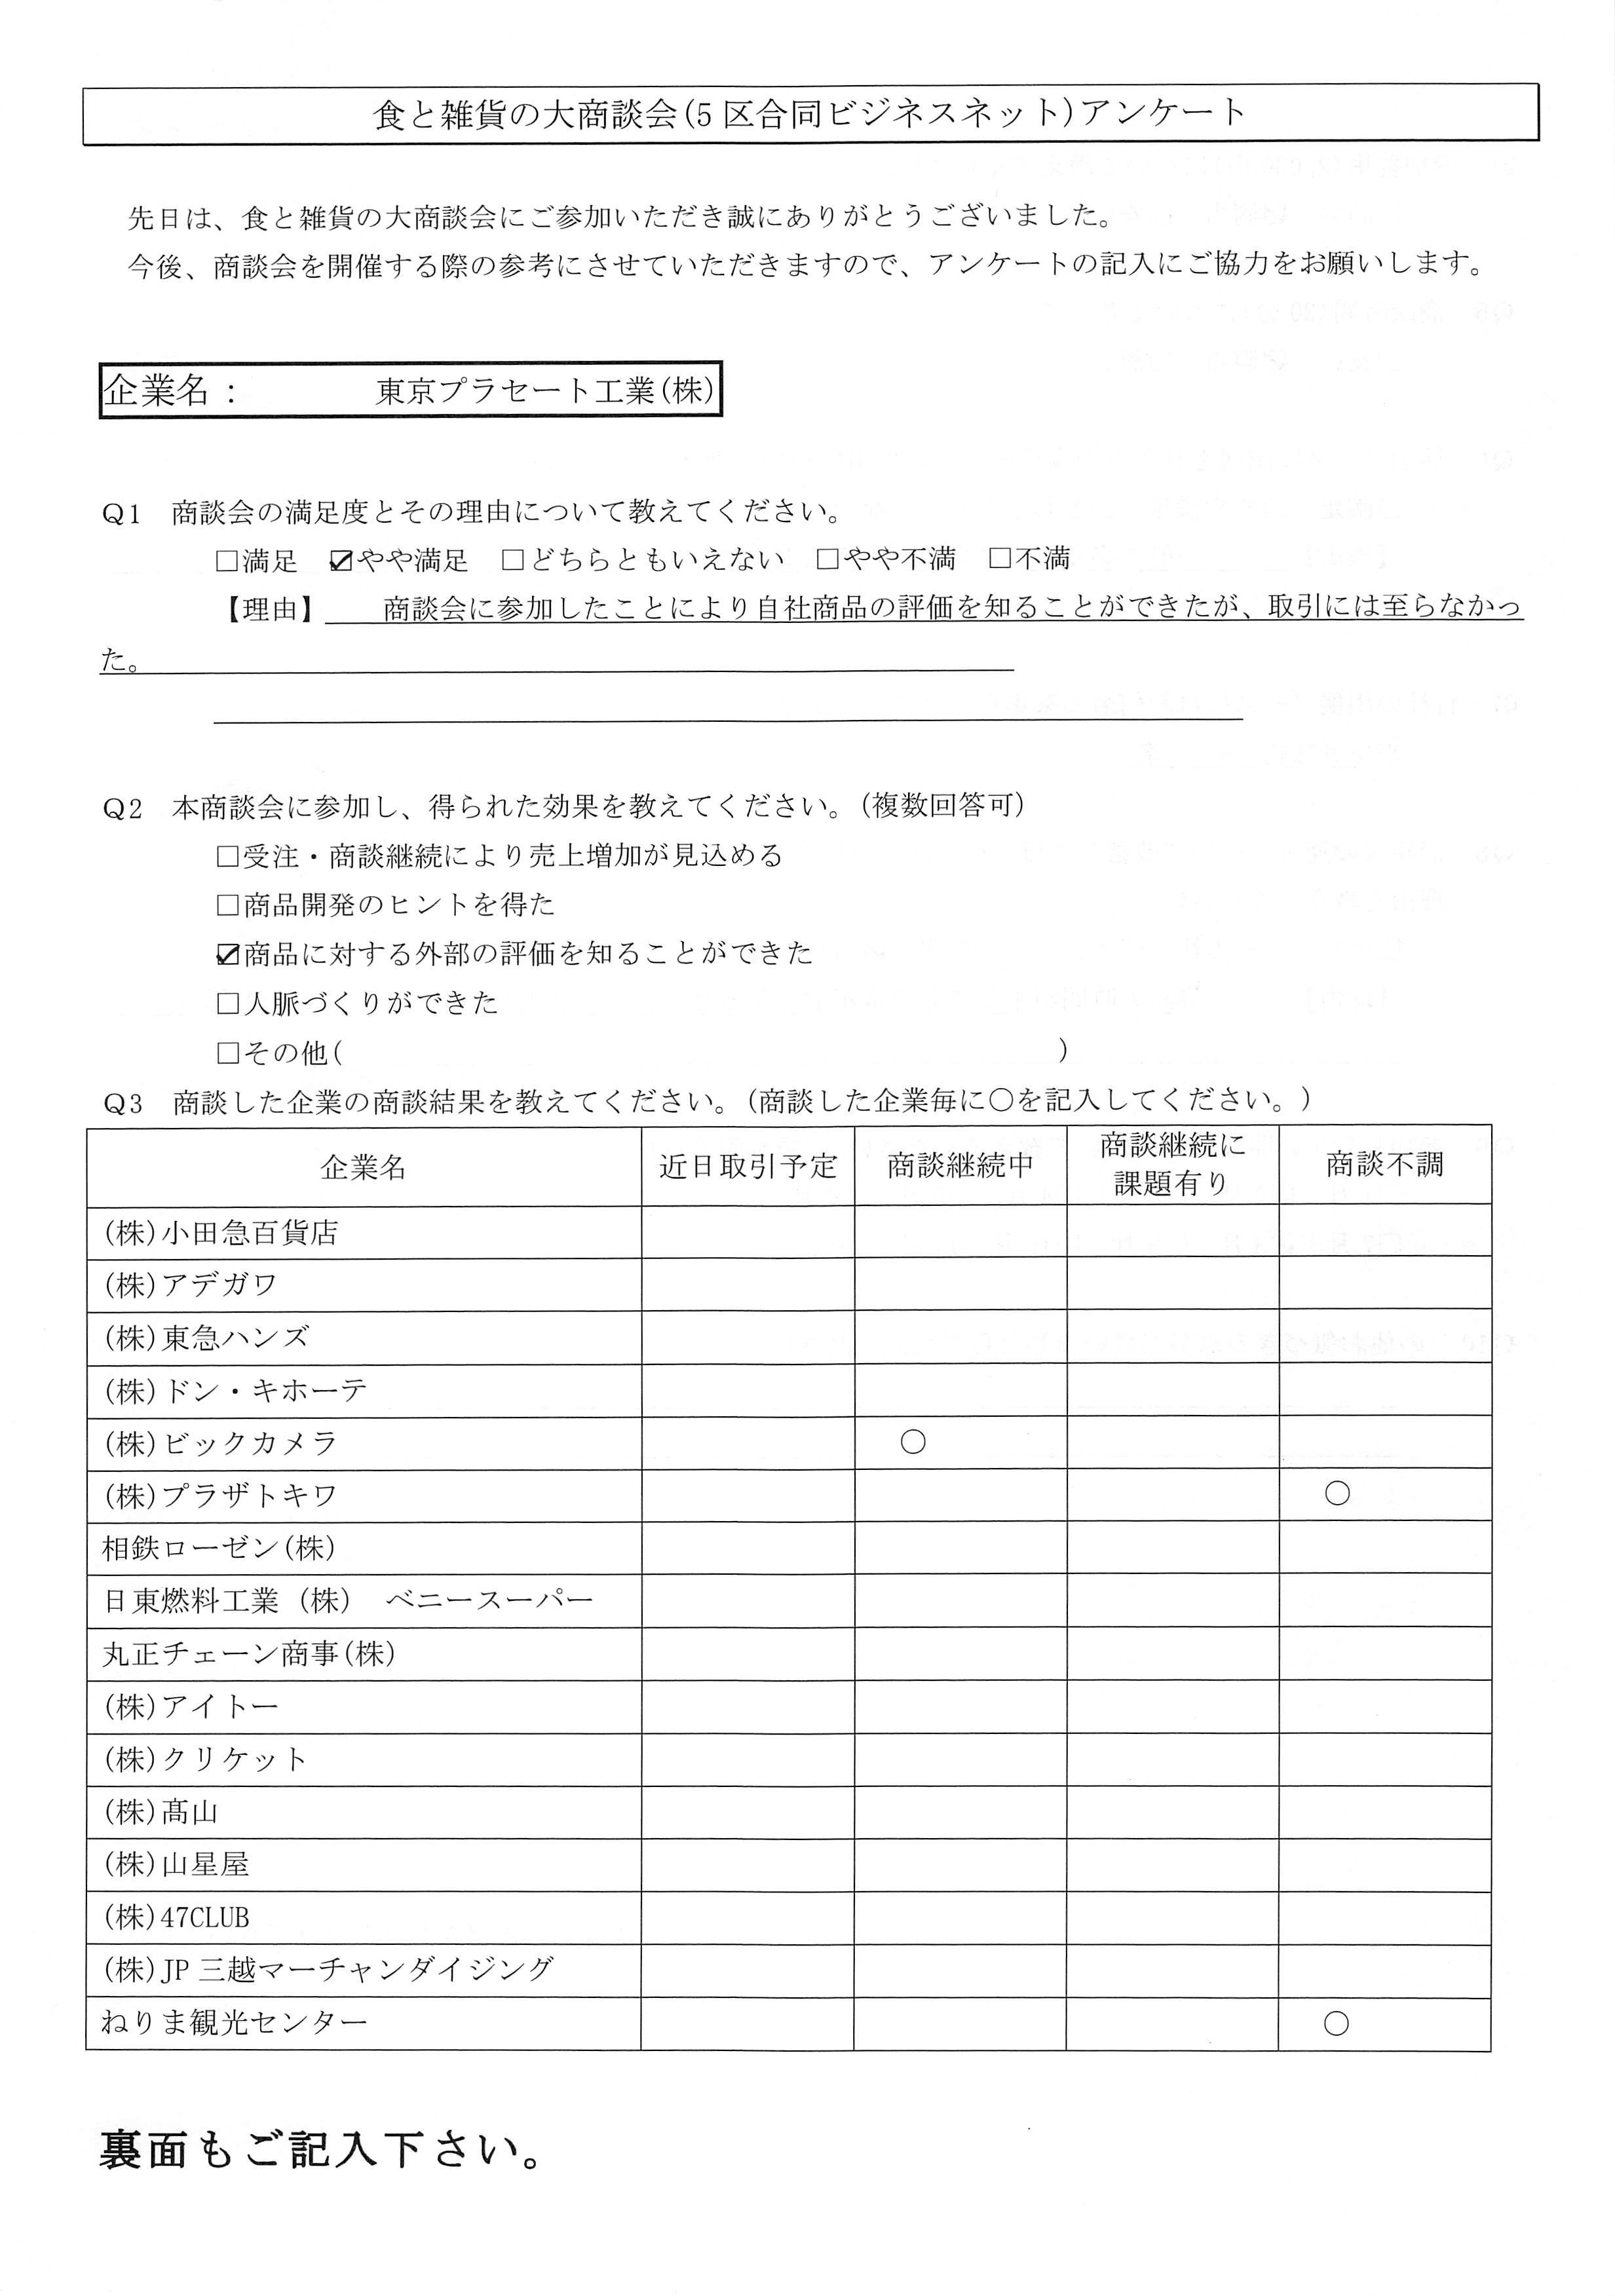 食と雑貨の大商談会(5区合同ビジネスネット)アンケート
先日は、食と雑貨の大商談会にご参加いただき誠にありがとうございました。
今後、商談会を開催する際の参考にさせていただきますので、アンケートの記入にご協力をお願いします。
企業名： 東京プラセート工業(株)
Q1 商談会の満足度とその理由について教えてください。
□満足 ☑やや満足 □どちらともいえない □やや不満 □不満
【理由】 商談会に参加したことにより自社商品の評価を知ることができたが、取引には至らなかっ
た。
Q2 本商談会に参加し、得られた効果を教えてください。(複数回答可)
□受注・商談継続により売上増加が見込める
□商品開発のヒントを得た
☑商品に対する外部の評価を知ることができた
□人脈づくりができた
□その他( )
Q3 商談した企業の商談結果を教えてください。(商談した企業毎に○を記入してください。)
企業名 近日取引予定 商談継続中 商談継続に課題有り 商談不調
(株)小田急百貨店
(株)アデガワ
(株)東急ハンズ
(株)ドン・キホーテ
(株)ビックカメラ ○
(株)プラザトキワ ○
相鉄ローゼン(株)
日東燃料工業（株） ベニースーパー
丸正チェーン商事(株)
(株)アイトー
(株)クリケット
(株)髙山
(株)山星屋
(株)47CLUB
(株)JP三越マーチャンダイジング
ねりま観光センター ○
裏面もご記入下さい。